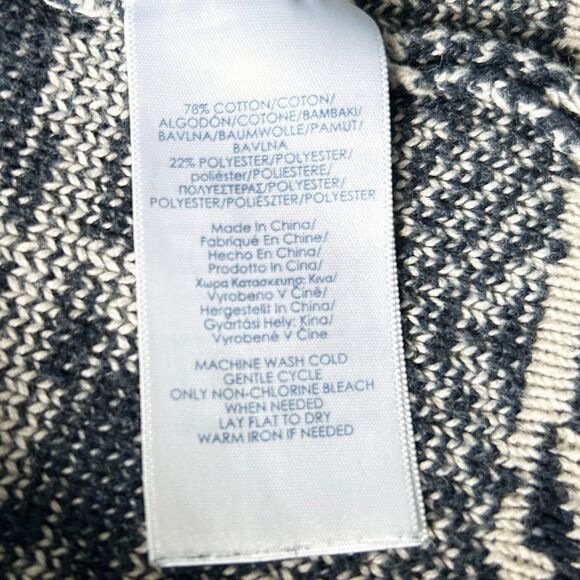 78% COTTON/COTON/
ALGODÓN/COTONE/BAMBAKI/
BAVLNA/BAUMWOLLE/PAMUT/
BAVLNA
22% POLYESTER/POLYESTER/
poliéster/POLIESTERE/
ΠΟΛΥΕΣΤΕΡΑΣ/POLYESTER/
POLYESTER/POLIÉSZTER/POLYESTER
Made In China/
Fabriqué En Chine/
Hecho En China/
Prodotto In Cina/
Χωρα Κατασκευησ: Κινα/
Vyrobeno V Číně/
Hergestellt In China/
Gyártási Hely: Kina/
Vyrobené V Číne
MACHINE WASH COLD
GENTLE CYCLE
ONLY NON-CHLORINE BLEACH
WHEN NEEDED
LAY FLAT TO DRY
WARM IRON IF NEEDED